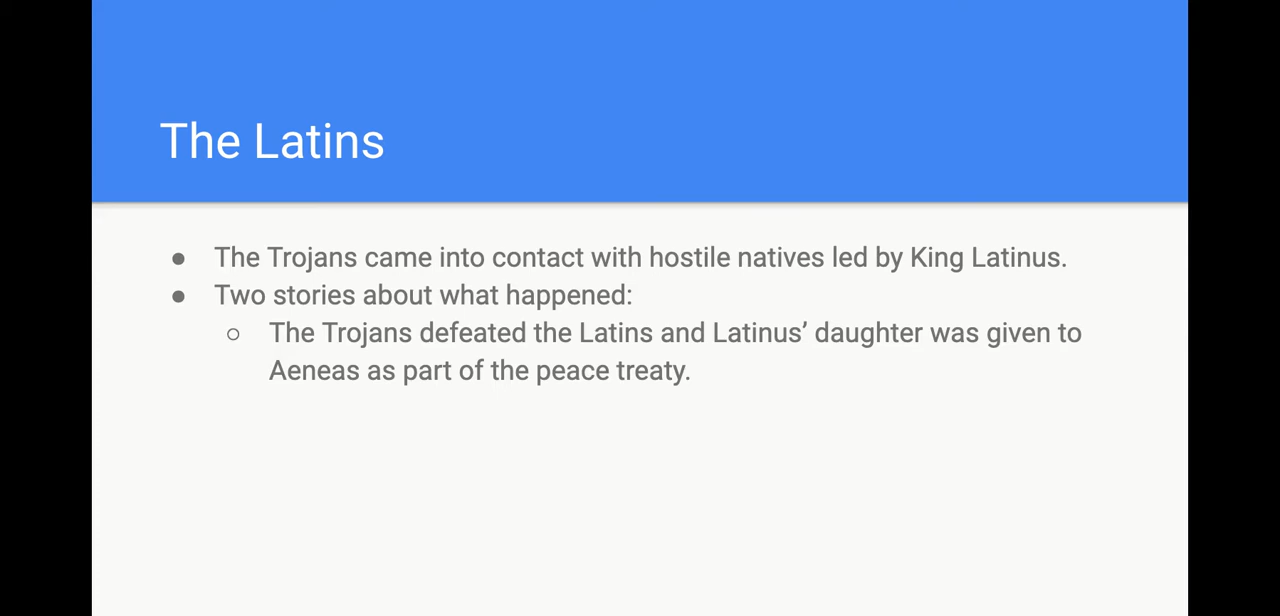 The Latins
● The Trojans came into contact with hostile natives led by King Latinus.
● Two stories about what happened:
○ The Trojans defeated the Latins and Latinus’ daughter was given to
Aeneas as part of the peace treaty.